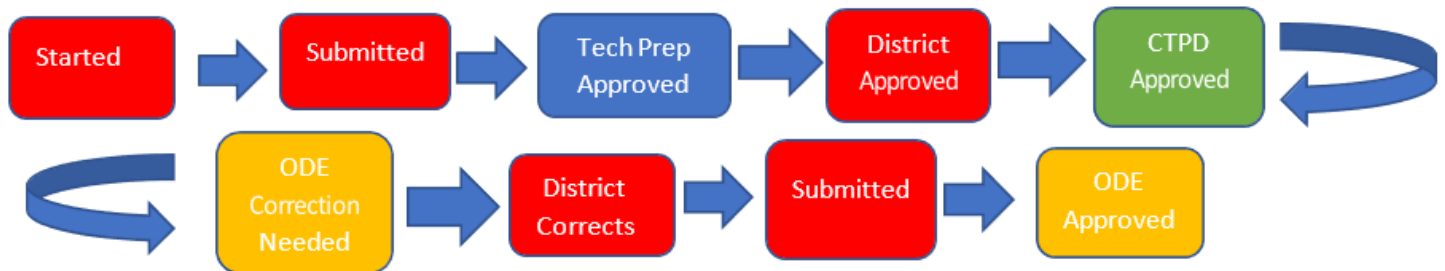 Started
Submitted
Tech Prep
Approved
District
Approved
CTPD
Approved
ODE
Correction
Needed
District
Corrects
Submitted
ODE
Approved